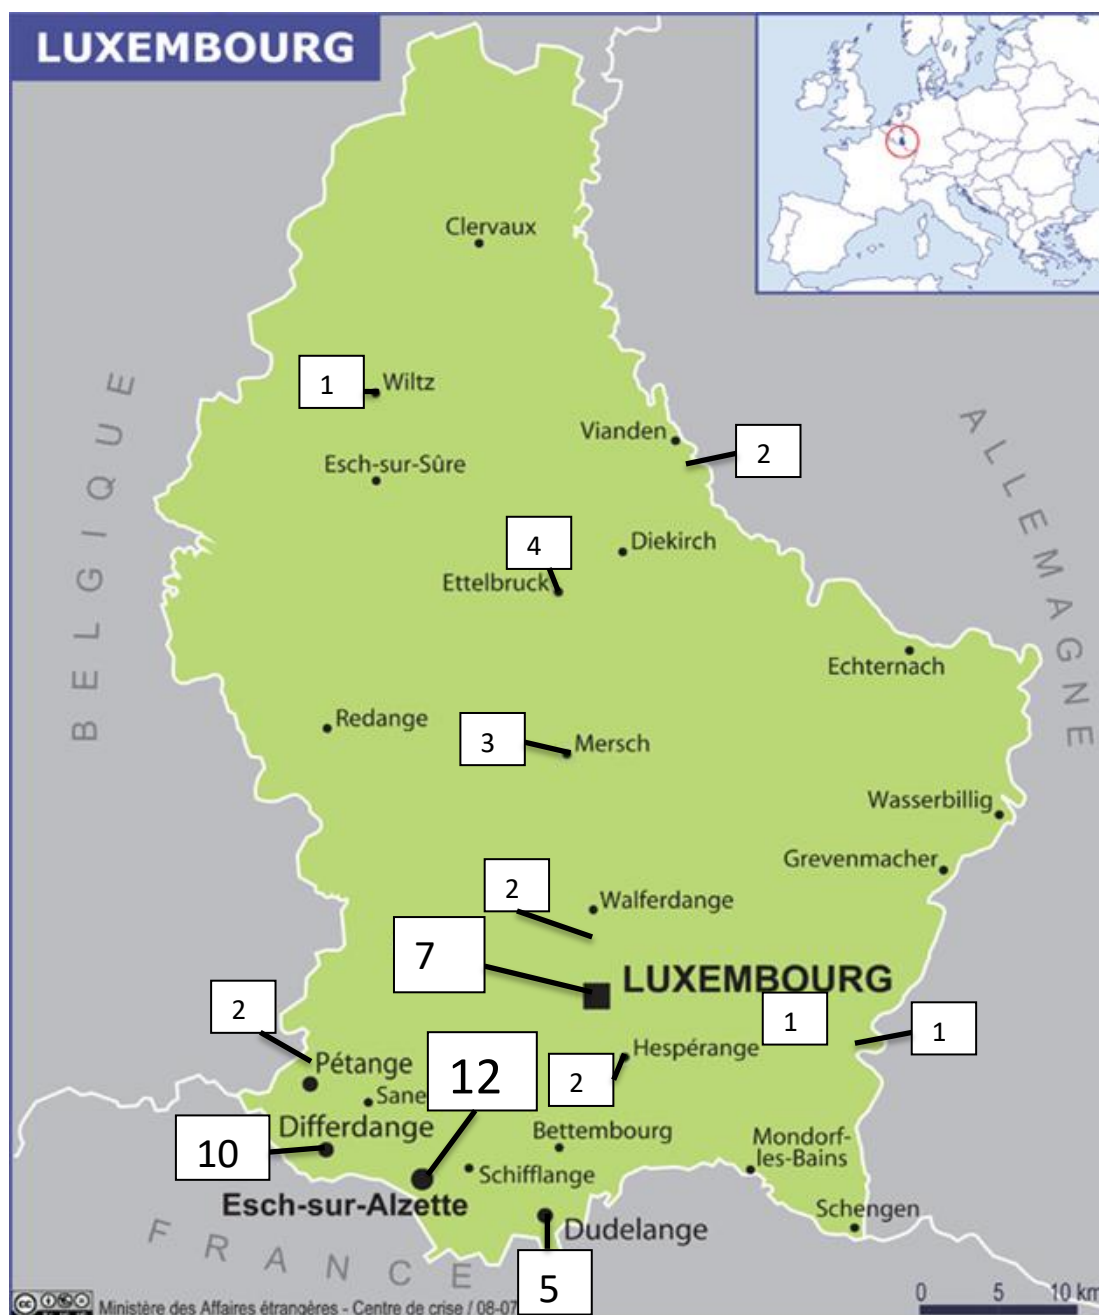 LUXEMBOURG
Clervaux
1
Wiltz
Vianden
2
Esch-sur-Sûre
4
Diekirch
Ettelbruck
Echternach
Redange
3
Mersch
Wasserbillig
Grevenmacher
2
Walferdange
7
LUXEMBOURG
2
1
1
Hespérange
Pétange
12
2
Sane
Differdange
10
Bettembourg
Mondorf-
les-Bains
Schifflange
Esch-sur-Alzette
Schengen
Dudelange
5
BELGIQUE
ALLEMAGNE
FRANCE
0 5 10 km
cc
Ministère des Affaires étrangères - Centre de crise / 08-07